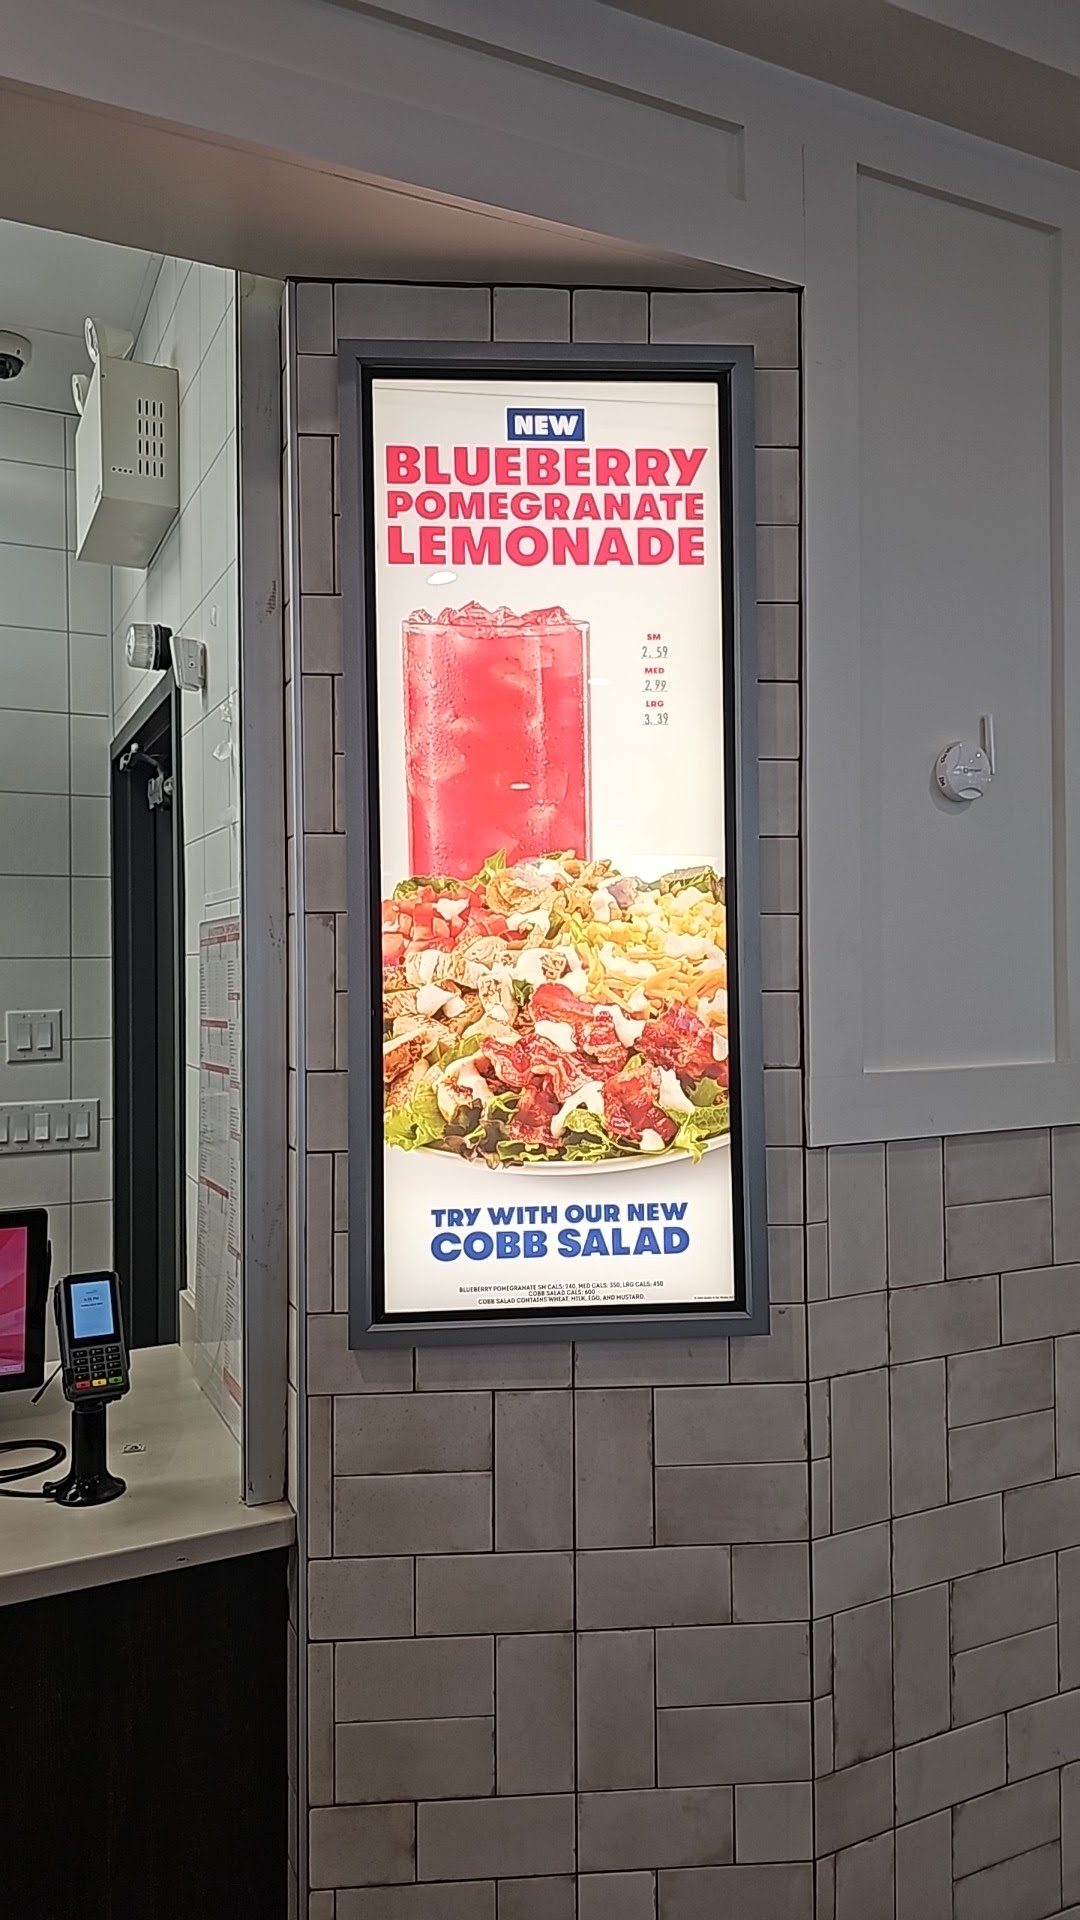 NEW
BLUEBERRY
POMEGRANATE
LEMONADE
SM
2.59
MED
2.99
LRG
3.39
TRY WITH OUR NEW
COBB SALAD
BLUEBERRY POMEGRANATE SM CALS: 140, MED CALS: 350, LRG CALS: 450
COBB SALAD CALS: 600
COBB SALAD CONTAINS WHEAT, MILK, EGG, AND MUSTARD.